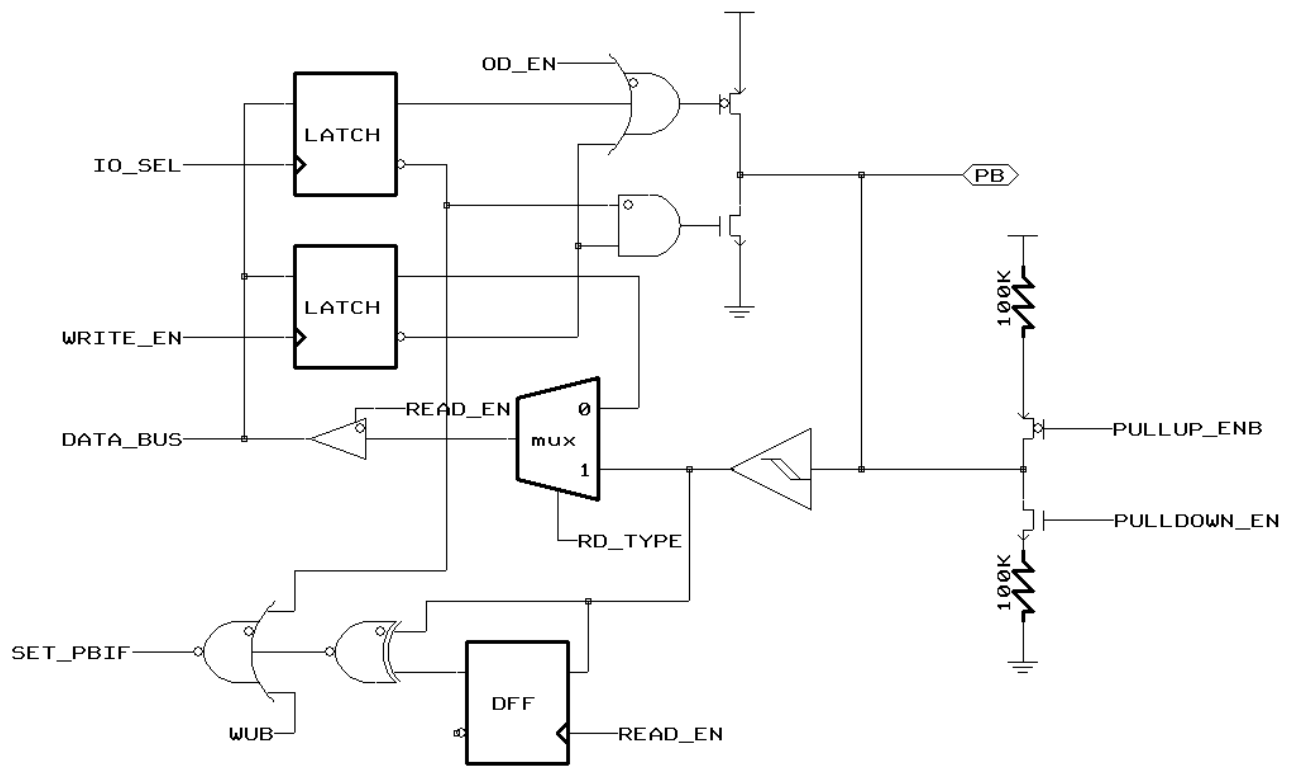 OD_EN
LATCH
IO_SEL
PB
100K
LATCH
WRITE_EN
READ_EN
0
PULLUP_ENB
DATA_BUS
mux
1
PULLDOWN_EN
RD_TYPE
100K
SET_PBIF
DFF
WUB
READ_EN